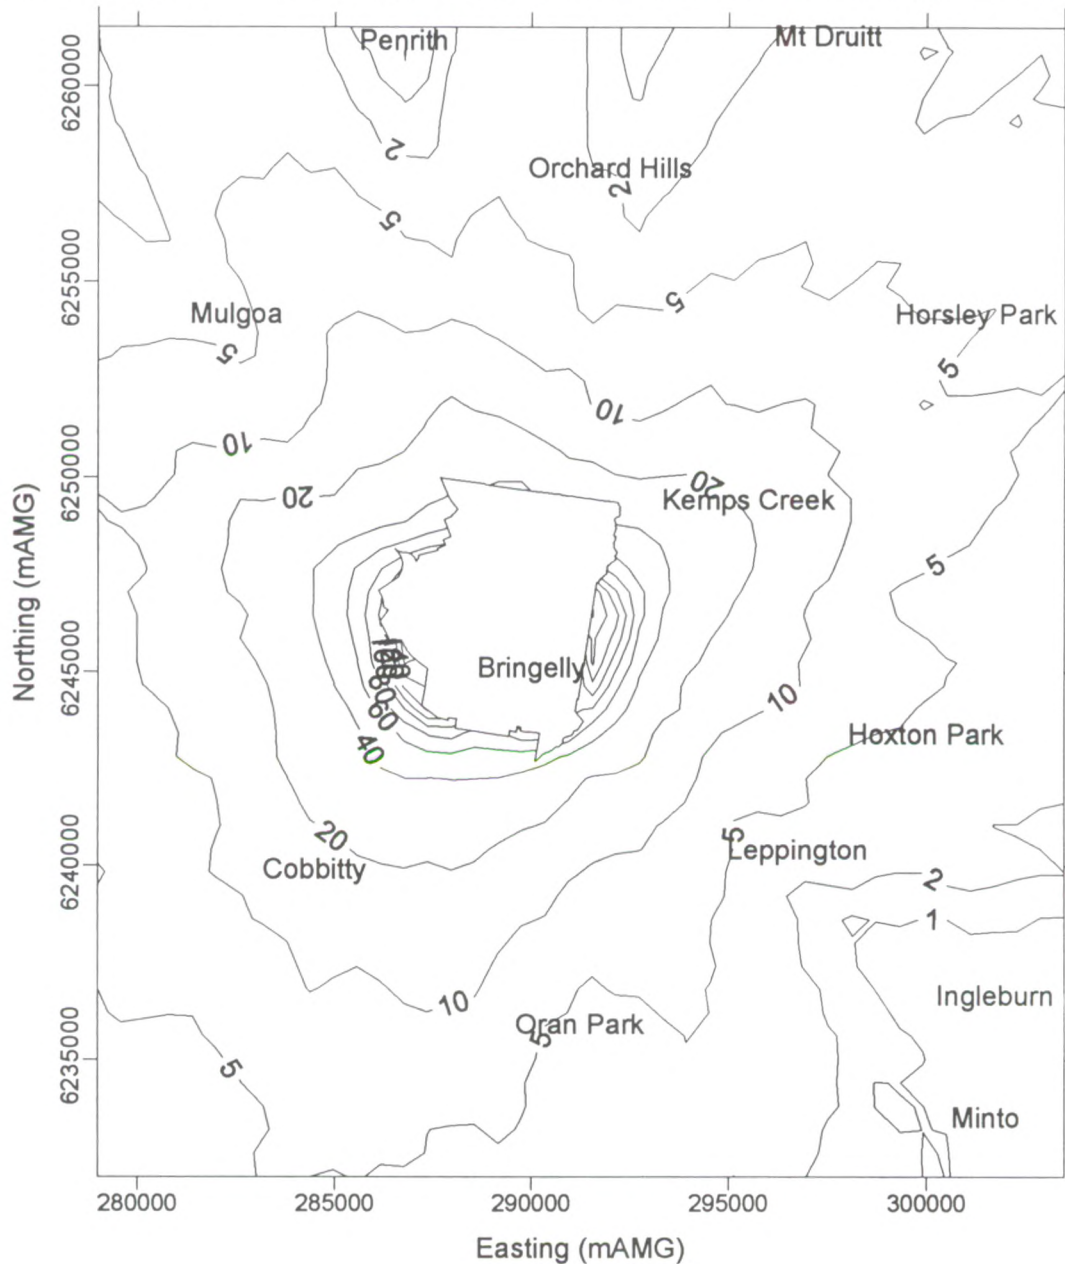 Penrith
Mt Druitt
6260000
2
Orchard Hills
2
5
6255000
5
Mulgoa
Horsley Park
5
5
10
10
6250000
20
20
Kemps Creek
5
Northing (mAMG)
6245000
Bringelly
80
60
10
40
Hoxton Park
20
5
Leppington
6240000
Cobbitty
2
1
10
Ingleburn
Oran Park
5
6235000
5
Minto
280000 285000 290000 295000 300000
Easting (mAMG)